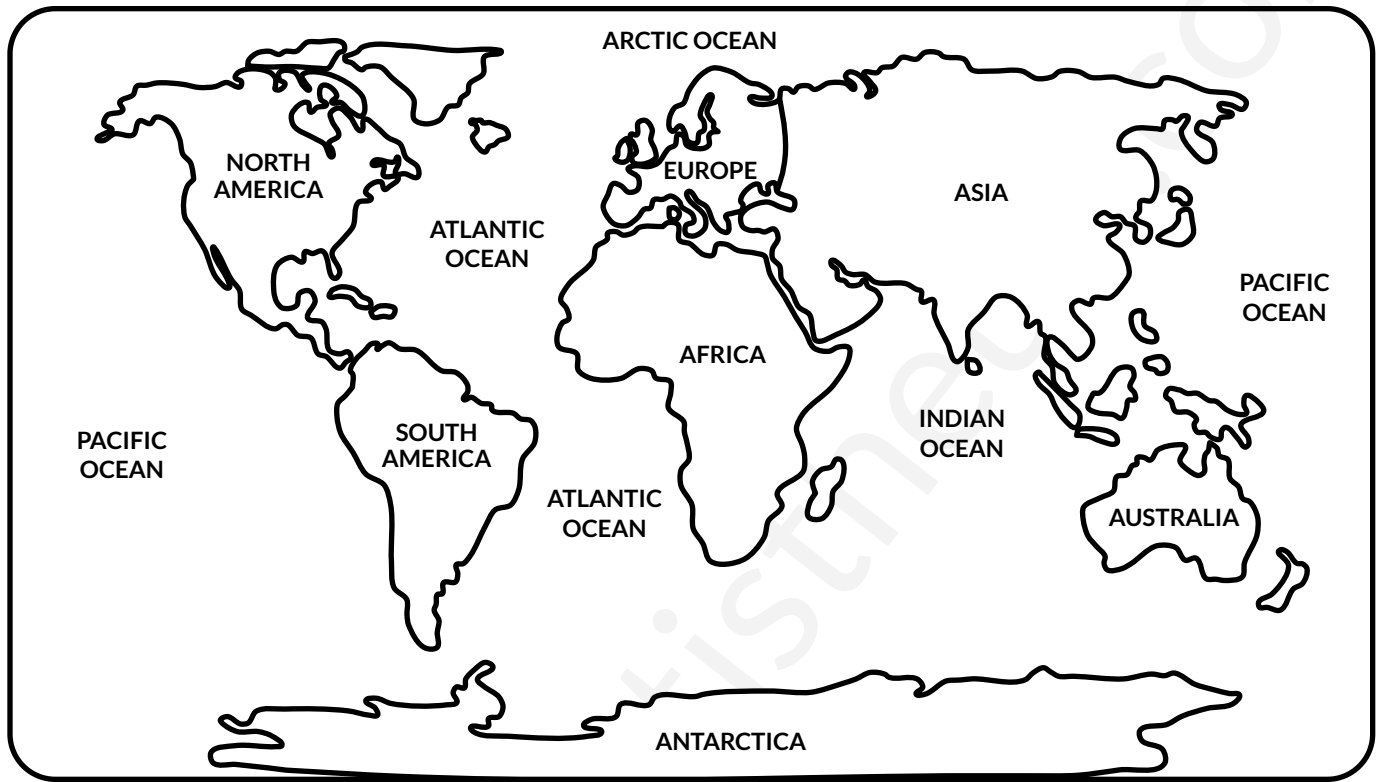 ARCTIC OCEAN
NORTH
AMERICA
EUROPE
ASIA
ATLANTIC
OCEAN
PACIFIC
OCEAN
AFRICA
INDIAN
OCEAN
PACIFIC
OCEAN
SOUTH
AMERICA
ATLANTIC
OCEAN
AUSTRALIA
ANTARCTICA